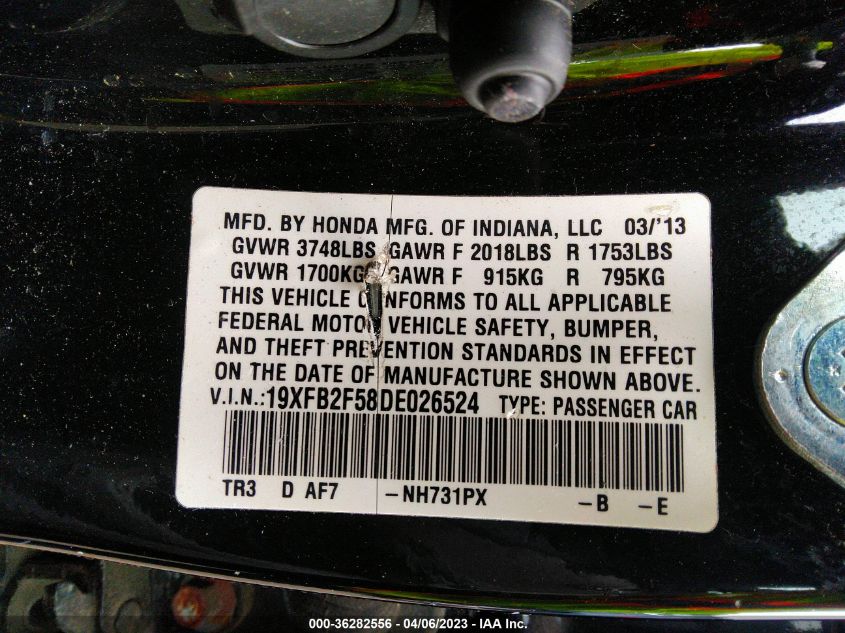 MFD. BY HONDA MFG. OF INDIANA, LLC 03/'13
GVWR 3748LBS GAWR F 2018LBS R 1753LBS
GVWR 1700KG GAWR F 915KG R 795KG
THIS VEHICLE CONFORMS TO ALL APPLICABLE
FEDERAL MOTOR VEHICLE SAFETY, BUMPER,
AND THEFT PREVENTION STANDARDS IN EFFECT
ON THE DATE OF MANUFACTURE SHOWN ABOVE.
V.I.N.:19XFB2F58DE026524 TYPE: PASSENGER CAR
TR3 D AF7 -NH731PX -B -E
000-36282556 - 04/06/2023 - IAA Inc.